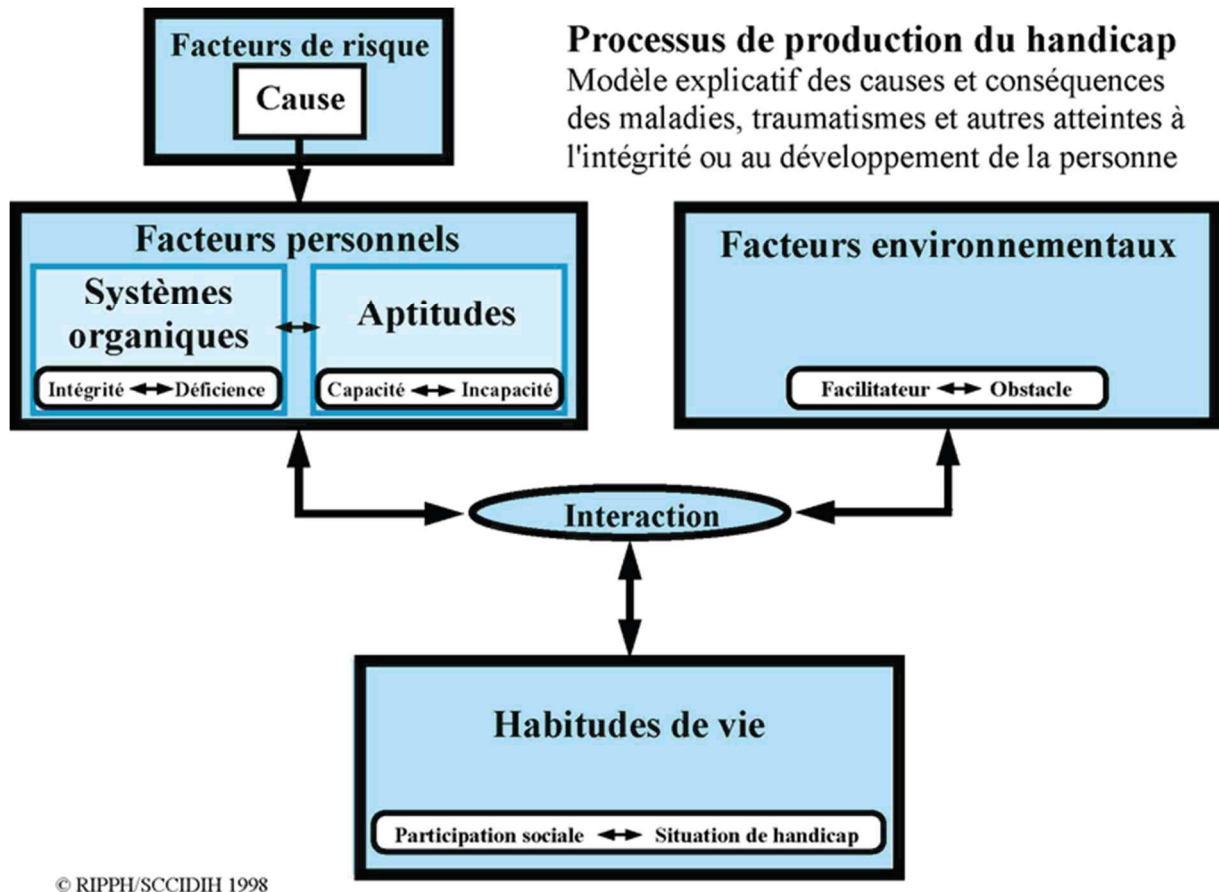 Facteurs de risque
Cause
Processus de production du handicap
Modèle explicatif des causes et conséquences
des maladies, traumatismes et autres atteintes à
l'intégrité ou au développement de la personne
Facteurs personnels
Systèmes
organiques
Intégrité Déficience
Aptitudes
Capacité Incapacité
Facteurs environnementaux
Facilitateur Obstacle
Interaction
Habitudes de vie
Participation sociale Situation de handicap
© RIPPH/SCCIDIH 1998